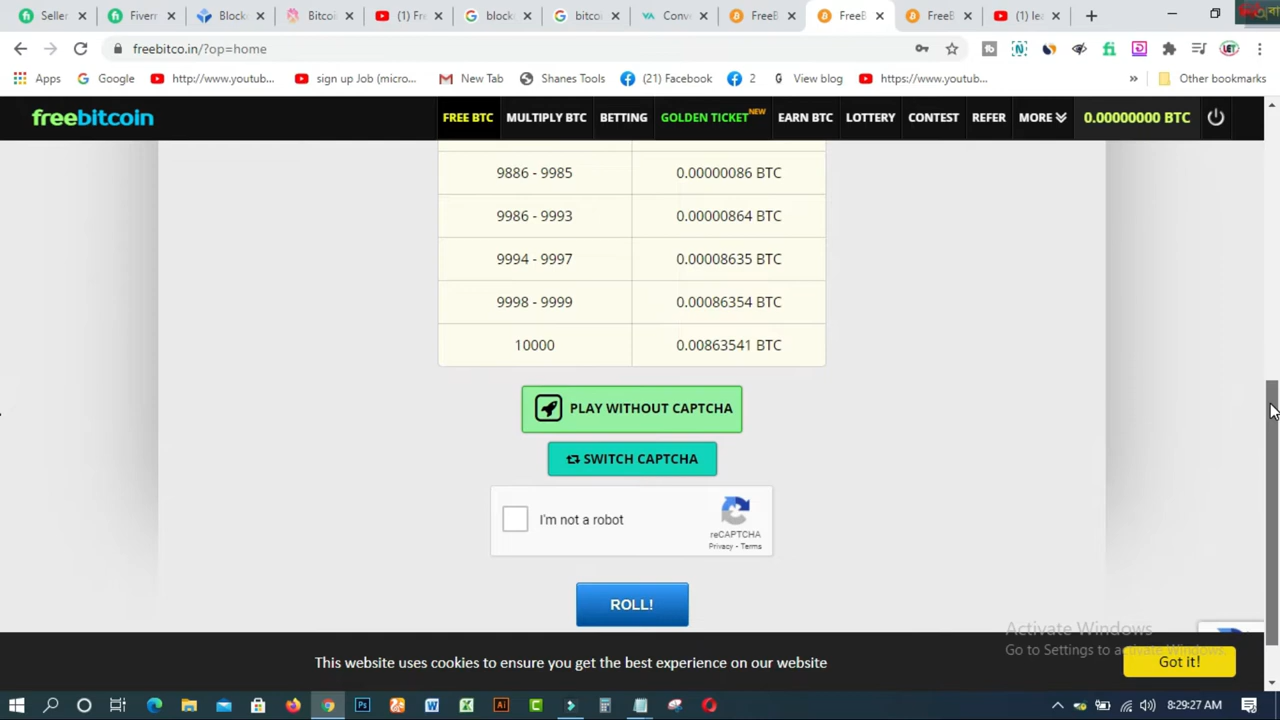 Seller
Fiverr
Block
Bitcoi
(1) Fr
block
bitco
Conv
FreeB
FreeB
FreeB
(1) le
freebitco.in/?op=home
Apps
Google
http://www.youtub...
sign up Job (micro...
New Tab
Shanes Tools
(21) Facebook
2
View blog
https://www.youtub...
»
Other bookmarks
freebitcoin
FREE BTC
MULTIPLY BTC
BETTING
GOLDEN TICKET NEW
EARN BTC
LOTTERY
CONTEST
REFER
MORE
0.00000000 BTC
9886 - 9985 0.00000086 BTC
9986 - 9993 0.00000864 BTC
9994 - 9997 0.00008635 BTC
9998 - 9999 0.00086354 BTC
10000 0.00863541 BTC
PLAY WITHOUT CAPTCHA
SWITCH CAPTCHA
I'm not a robot
reCAPTCHA
Privacy - Terms
ROLL!
Activate Windows
Go to Settings to activate Windows.
This website uses cookies to ensure you get the best experience on our website
Got it!
8:29:27 AM